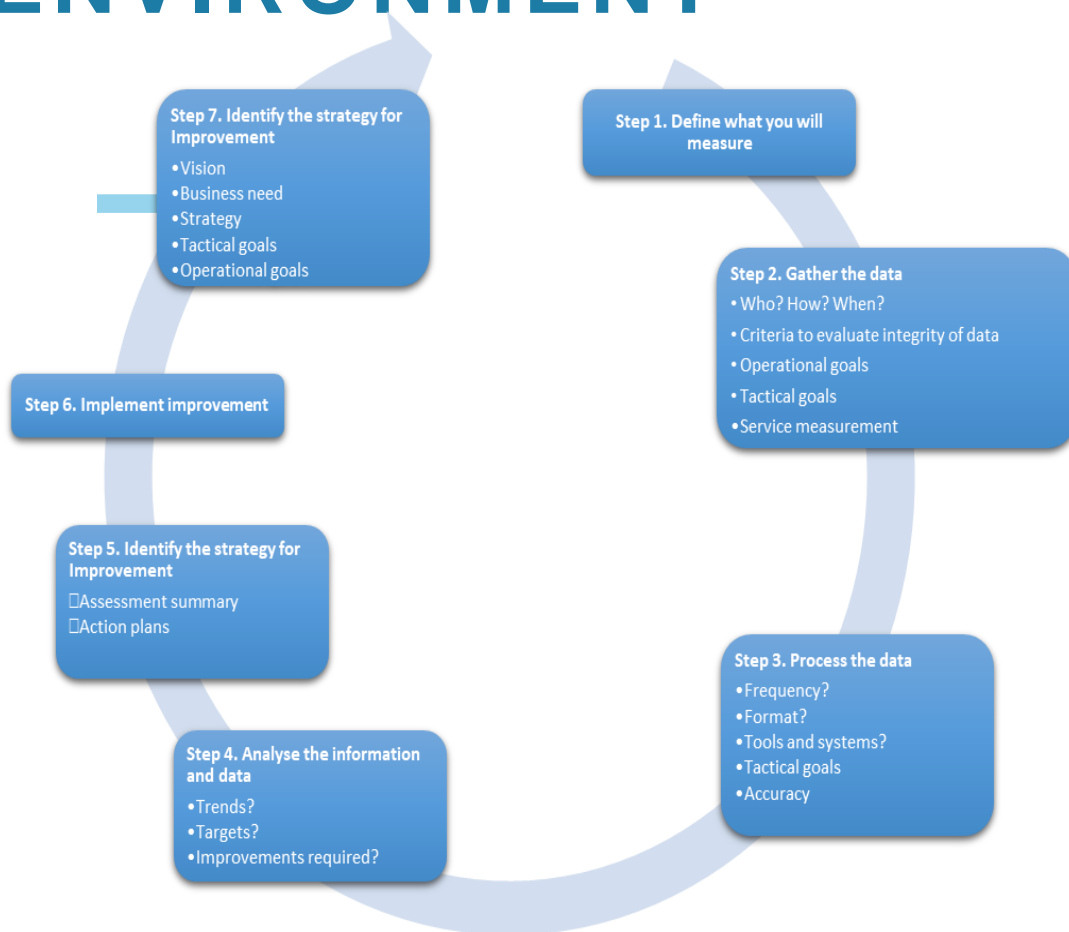 ENVIRONMENT
Step 7. Identify the strategy for
Improvement
•Vision
•Business need
•Strategy
•Tactical goals
•Operational goals
Step 1. Define what you will
measure
Step 2. Gather the data
• Who? How? When?
• Criteria to evaluate integrity of data
• Operational goals
• Tactical goals
•Service measurement
Step 6. Implement improvement
Step 5. Identify the strategy for
Improvement
Assessment summary
Action plans
Step 3. Process the data
•Frequency?
•Format?
•Tools and systems?
•Tactical goals
•Accuracy
Step 4. Analyse the information
and data
•Trends?
•Targets?
•Improvements required?